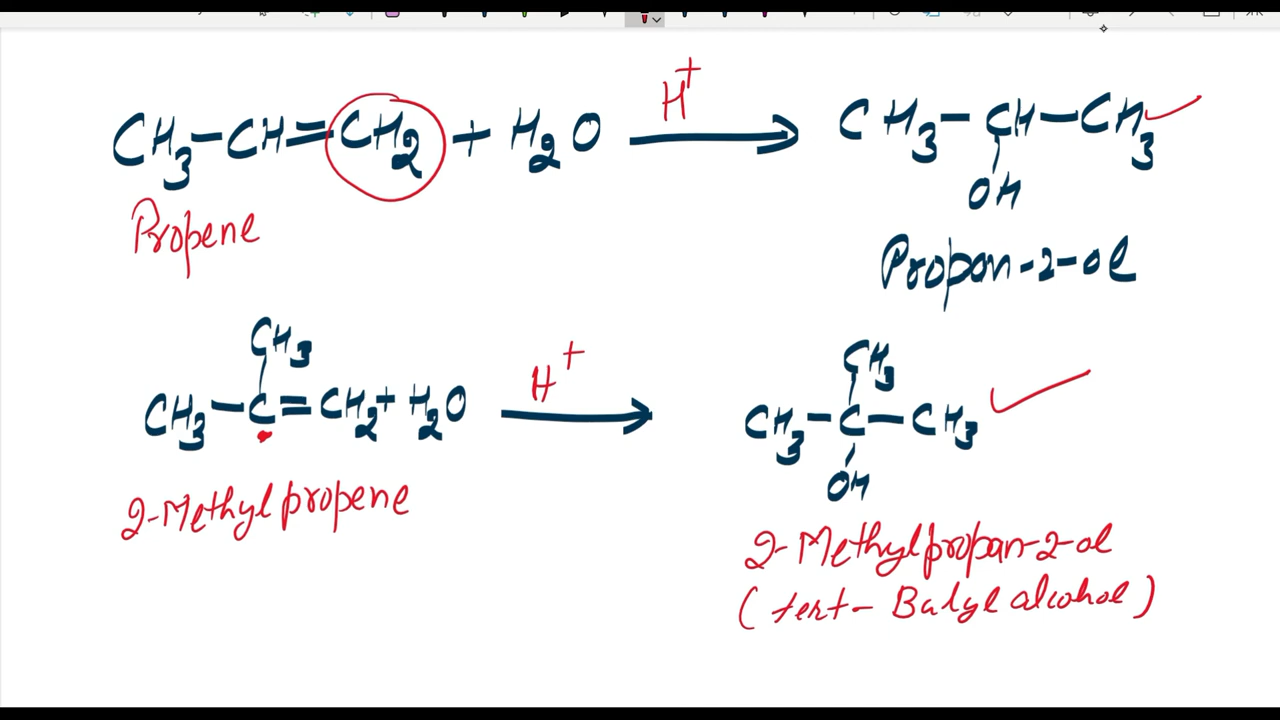 CH3-CH=CH2 + H2O H+ CH3-CH-CH3
OH
Propene
Propan-2-ol
CH3 CH3
CH3-C=CH2+H2O H+ CH3-C-CH3
OH
2-Methylpropene
2-Methylpropan-2-ol
(tert-Butyl alcohol)